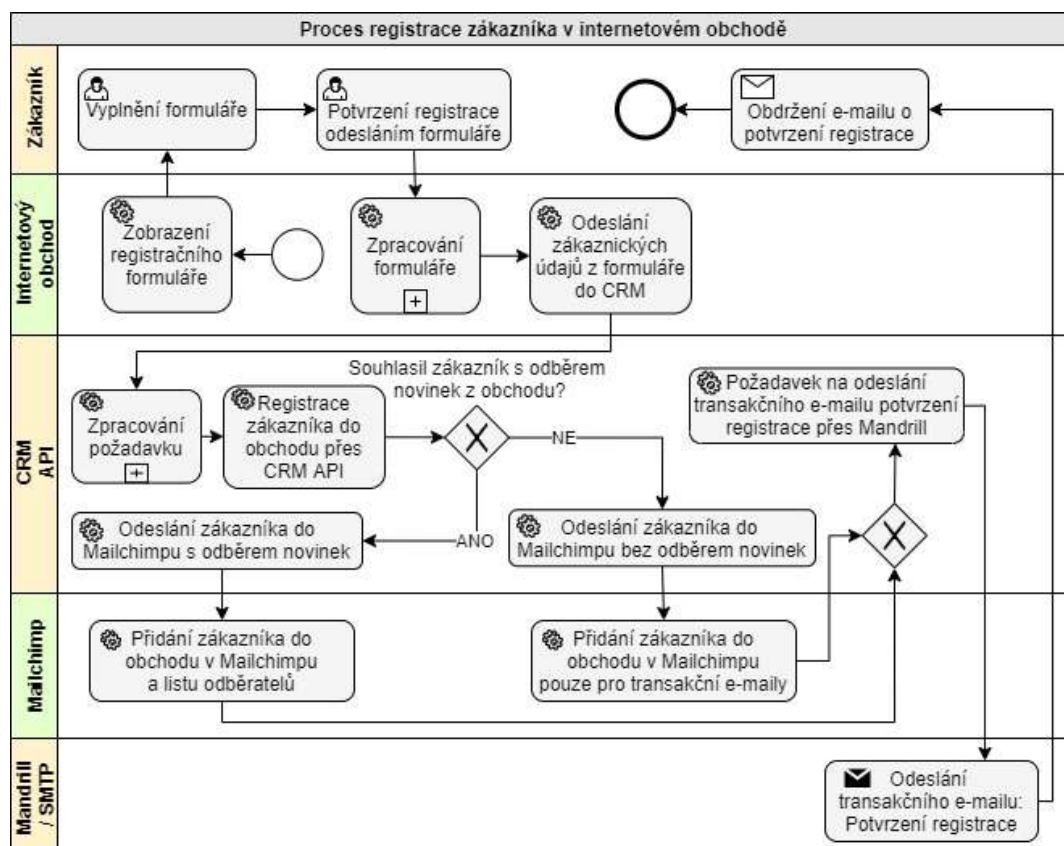 Proces registrace zákazníka v internetovém obchodě
Zákazník
Vyplnění formuláře
Potvrzení registrace
odesláním formuláře
Obdržení e-mailu o
potvrzení registrace
Internetový
obchod
Zobrazení
registračního
formuláře
Zpracování
formuláře
Odeslání
zákaznických
údajů z formuláře
do CRM
CRM
API
Souhlasil zákazník s odběrem
novinek z obchodu?
Zpracování
požadavku
Registrace
zákazníka do
obchodu přes
CRM API
NE
Požadavek na odeslání
transakčního e-mailu potvrzení
registrace přes Mandrill
Odeslání zákazníka do
Mailchimpu s odběrem novinek
ANO
Odeslání zákazníka do
Mailchimpu bez odběrem novinek
Mailchimp
Přidání zákazníka do
obchodu v Mailchimpu
a listu odběratelů
Přidání zákazníka do
obchodu v Mailchimpu
pouze pro transakční e-maily
Mandrill
/ SMTP
Odeslání
transakčního e-mailu:
Potvrzení registrace